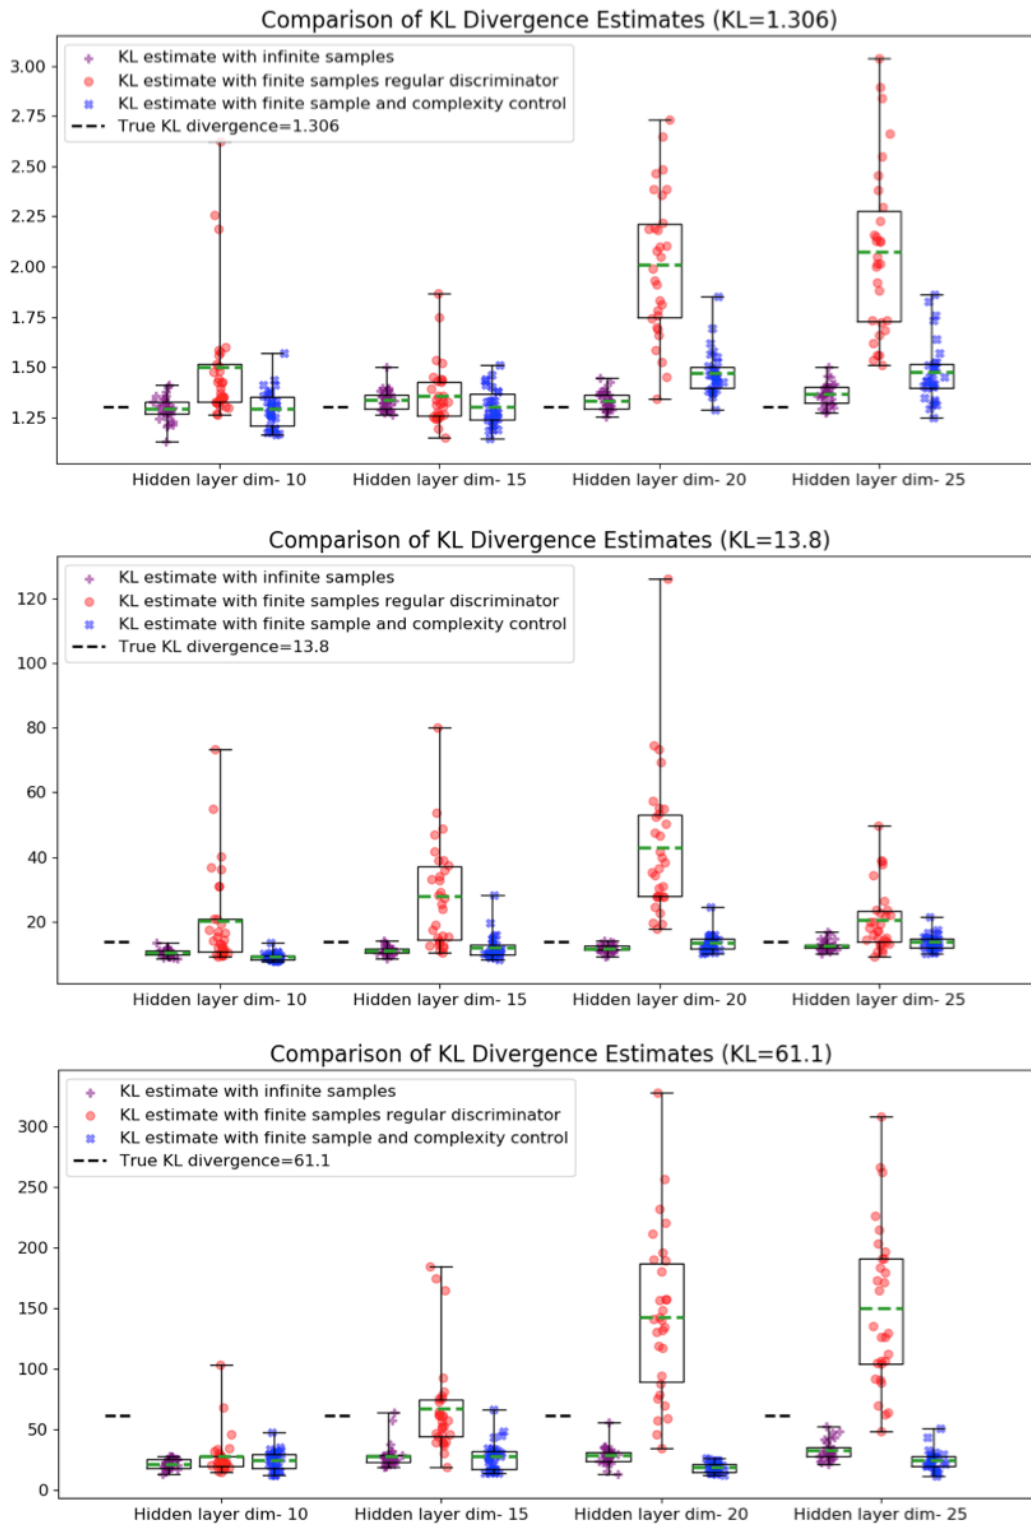 Comparison of KL Divergence Estimates (KL=1.306)
KL estimate with infinite samples
KL estimate with finite samples regular discriminator
KL estimate with finite sample and complexity control
True KL divergence=1.306
3.00
2.75
2.50
2.25
2.00
1.75
1.50
1.25
Hidden layer dim- 10 Hidden layer dim- 15 Hidden layer dim- 20 Hidden layer dim- 25
Comparison of KL Divergence Estimates (KL=13.8)
KL estimate with infinite samples
KL estimate with finite samples regular discriminator
KL estimate with finite sample and complexity control
True KL divergence=13.8
120
100
80
60
40
20
Hidden layer dim- 10 Hidden layer dim- 15 Hidden layer dim- 20 Hidden layer dim- 25
Comparison of KL Divergence Estimates (KL=61.1)
KL estimate with infinite samples
KL estimate with finite samples regular discriminator
KL estimate with finite sample and complexity control
True KL divergence=61.1
300
250
200
150
100
50
0
Hidden layer dim- 10 Hidden layer dim- 15 Hidden layer dim- 20 Hidden layer dim- 25